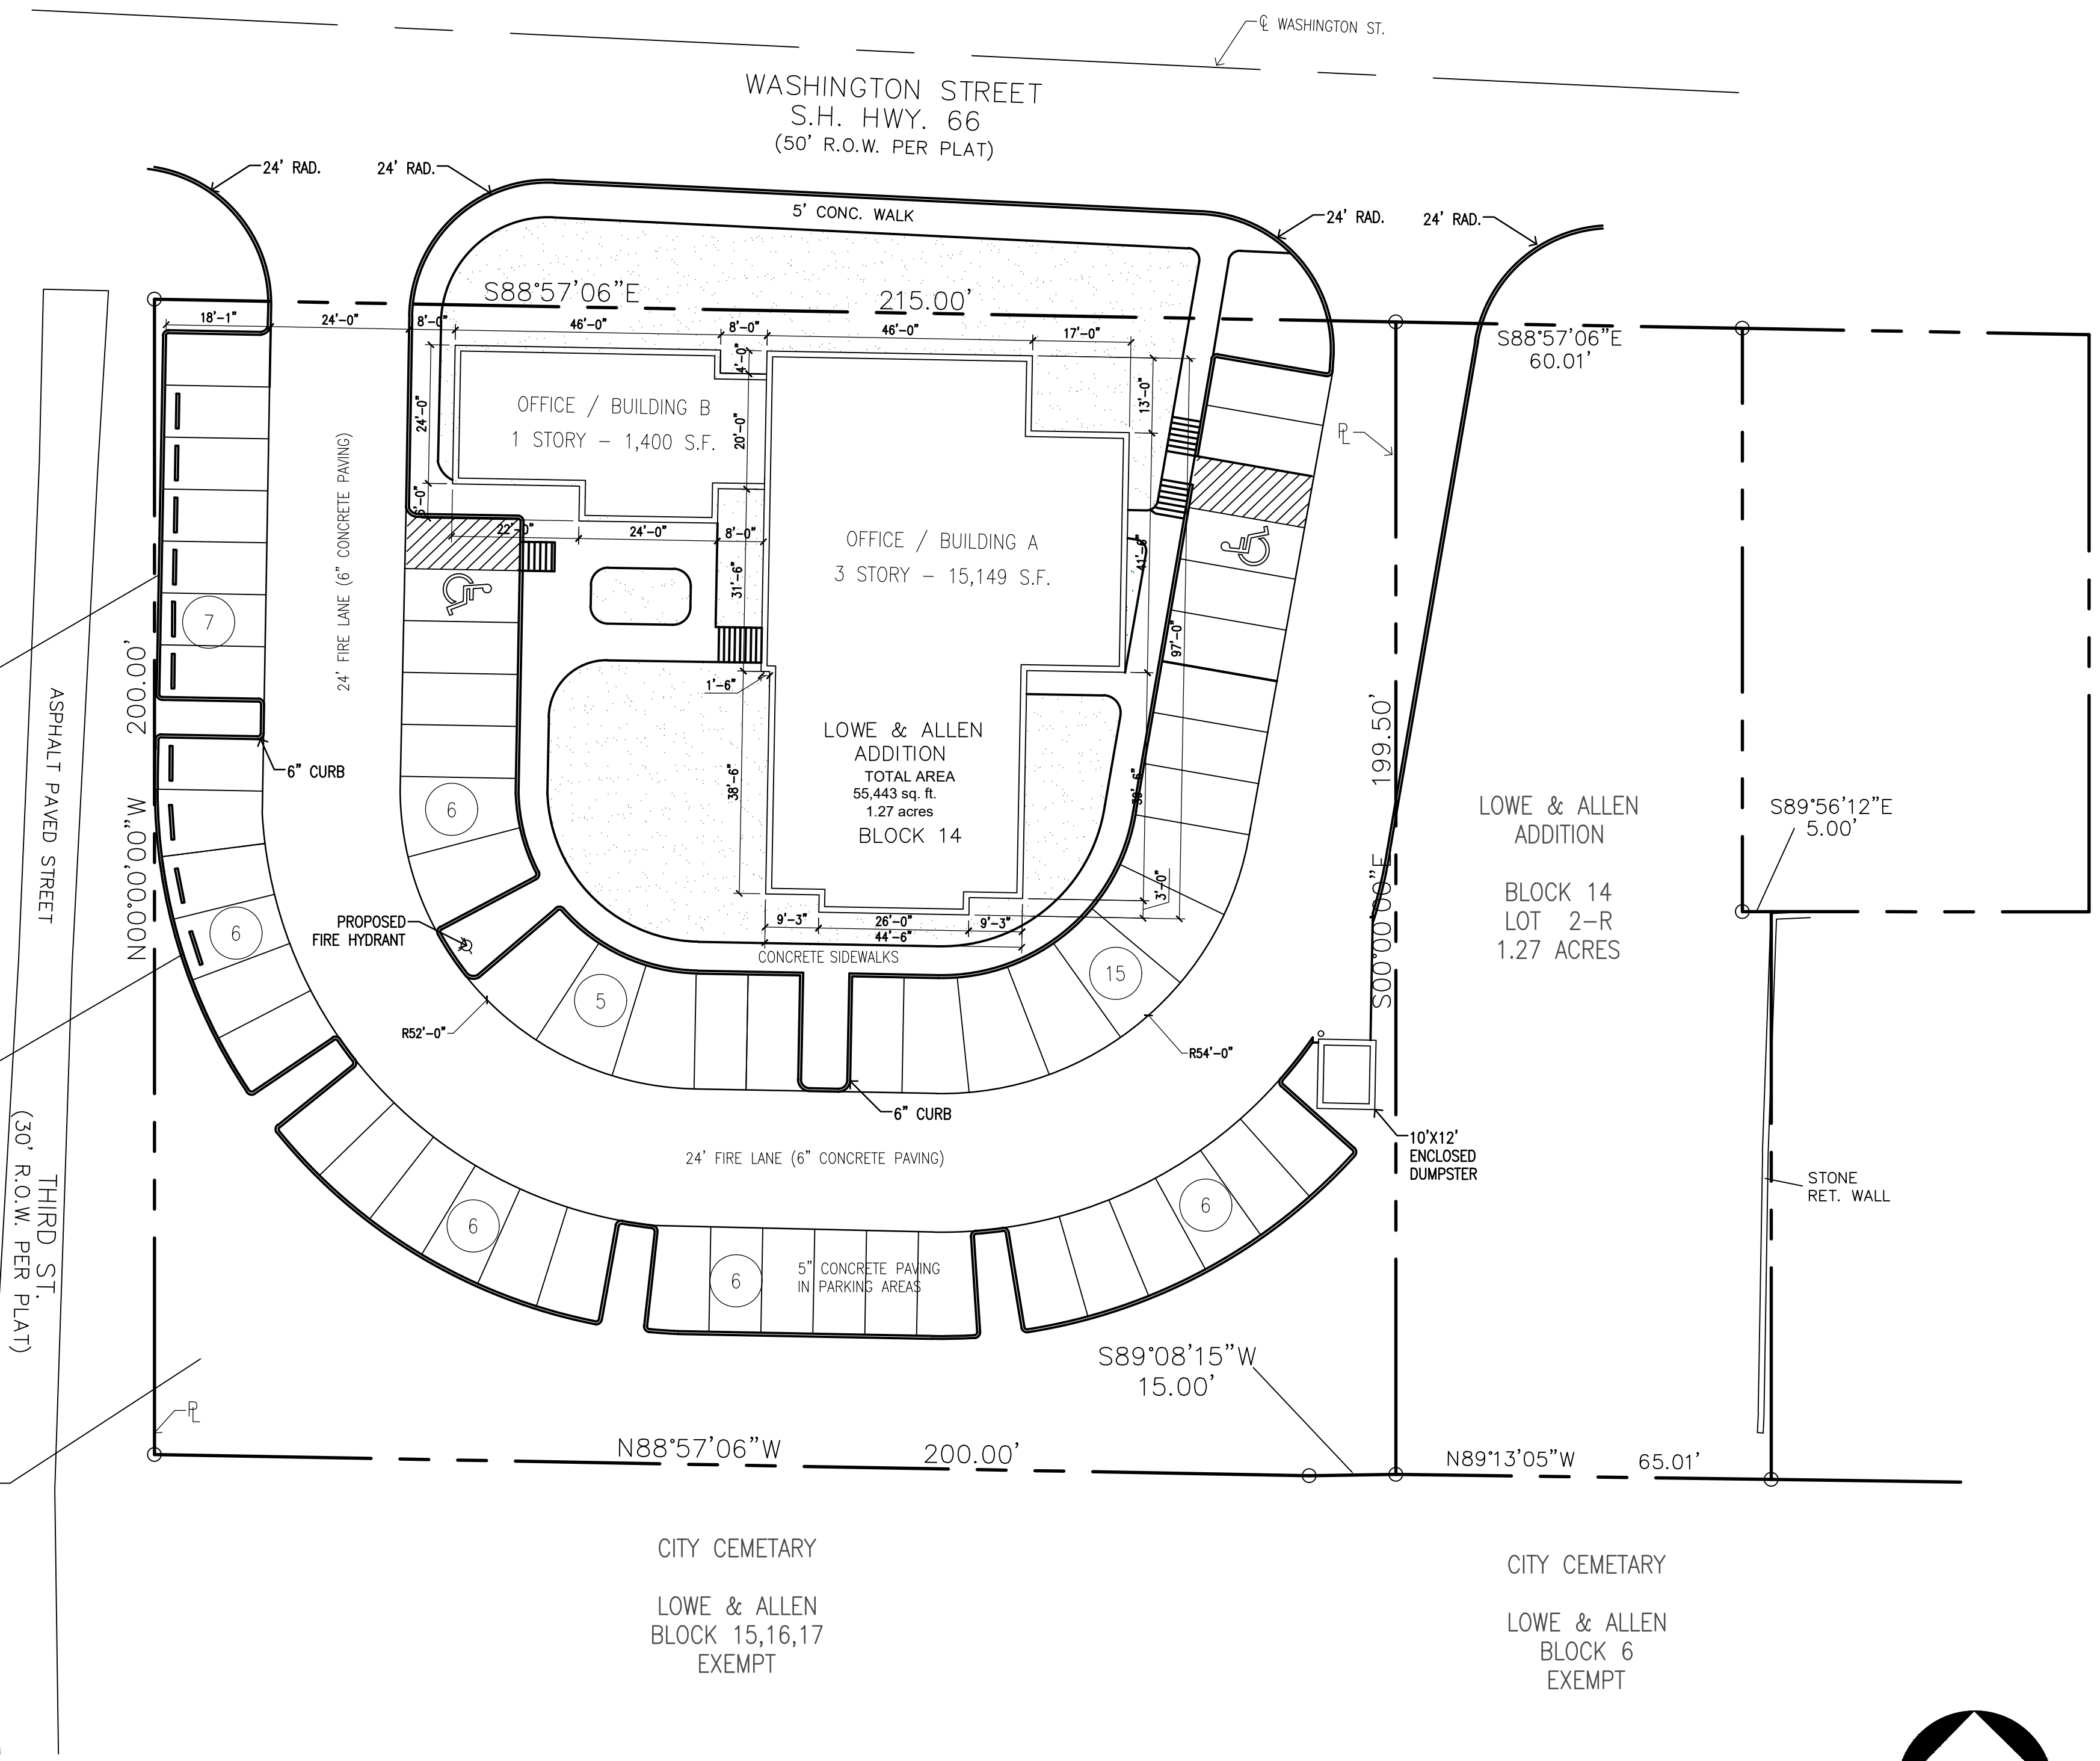 ℄ WASHINGTON ST.
WASHINGTON STREET
S.H. HWY. 66
(50' R.O.W. PER PLAT)
24' RAD.
24' RAD.
5' CONC. WALK
24' RAD.
24' RAD.
S88°57'06"E
215.00'
18'-1"
24'-0"
8'-0"
46'-0"
8'-0"
46'-0"
17'-0"
S88°57'06"E
60.01'
4'-0"
13'-0"
24'-0"
20'-0"
OFFICE / BUILDING B
1 STORY – 1,400 S.F.
PL
24' FIRE LANE (6" CONCRETE PAVING)
6'-0"
22'-0"
24'-0"
8'-0"
OFFICE / BUILDING A
3 STORY – 15,149 S.F.
31'-6"
97'-0"
7
200.00'
N00°00'00"W
1'-6"
ASPHALT PAVED STREET
LOWE & ALLEN
ADDITION
TOTAL AREA
55,443 sq. ft.
1.27 acres
BLOCK 14
38'-6"
199.50'
S00°00'00"E
6" CURB
6
LOWE & ALLEN
ADDITION
BLOCK 14
LOT 2-R
1.27 ACRES
S89°56'12"E
5.00'
3'-0"
PROPOSED
FIRE HYDRANT
6
9'-3"
26'-0"
9'-3"
44'-6"
CONCRETE SIDEWALKS
5
15
R52'-0"
R54'-0"
6" CURB
10'X12'
ENCLOSED
DUMPSTER
24' FIRE LANE (6" CONCRETE PAVING)
STONE
RET. WALL
THIRD ST.
(30' R.O.W. PER PLAT)
6
6
6
5" CONCRETE PAVING
IN PARKING AREAS
S89°08'15"W
15.00'
PL
N88°57'06"W
200.00'
N89°13'05"W
65.01'
CITY CEMETARY
LOWE & ALLEN
BLOCK 15,16,17
EXEMPT
CITY CEMETARY
LOWE & ALLEN
BLOCK 6
EXEMPT